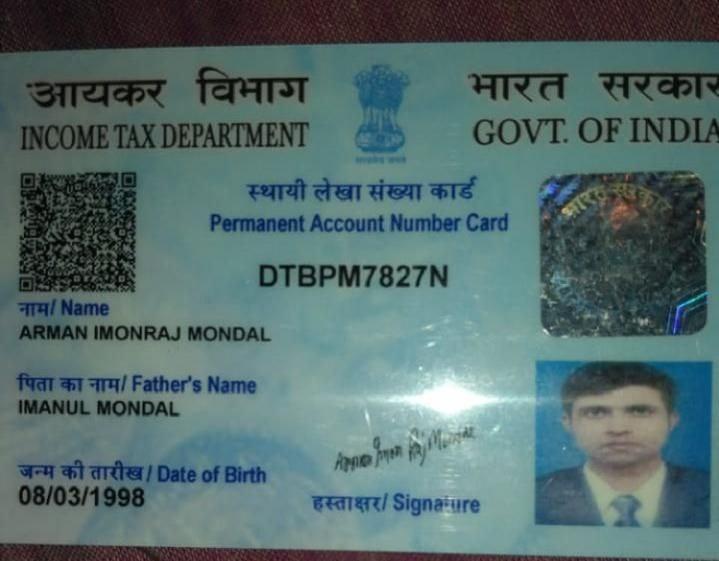 आयकर विभाग
INCOME TAX DEPARTMENT
भारत सरकार
GOVT. OF INDIA
सत्यमेव जयते
स्थायी लेखा संख्या कार्ड
Permanent Account Number Card
DTBPM7827N
भारत सरकार
नाम/ Name
ARMAN IMONRAJ MONDAL
पिता का नाम/ Father's Name
IMANUL MONDAL
जन्म की तारीख/ Date of Birth
08/03/1998
Arman Imon Raj Mondal
हस्ताक्षर/ Signature